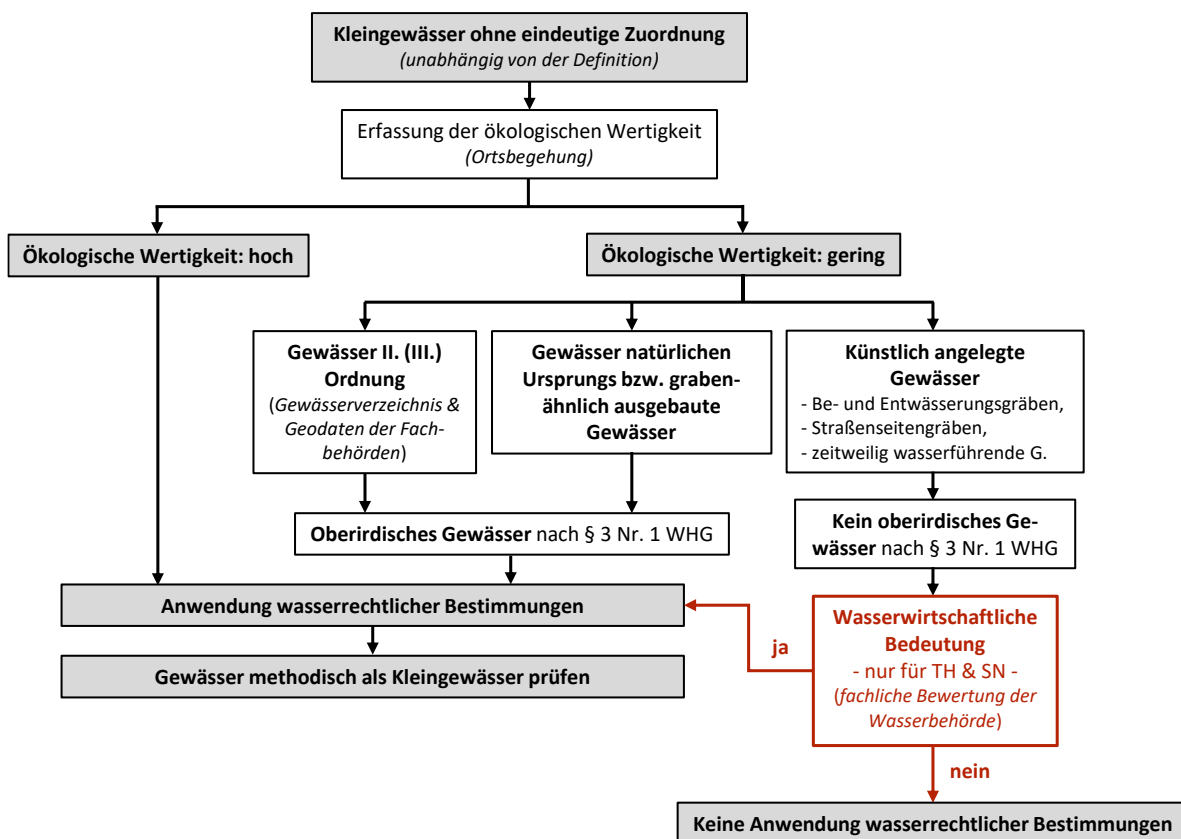 Kleingewässer ohne eindeutige Zuordnung
(unabhängig von der Definition)
Erfassung der ökologischen Wertigkeit
(Ortsbegehung)
Ökologische Wertigkeit: hoch
Ökologische Wertigkeit: gering
Gewässer II. (III.)
Ordnung
(Gewässerverzeichnis &
Geodaten der Fach-
behörden)
Gewässer natürlichen
Ursprungs bzw. graben-
ähnlich ausgebaute
Gewässer
Künstlich angelegte
Gewässer
- Be- und Entwässerungsgräben,
- Straßenseitengräben,
- zeitweilig wasserführende G.
Oberirdisches Gewässer nach § 3 Nr. 1 WHG
Kein oberirdisches Ge-
wässer nach § 3 Nr. 1 WHG
Anwendung wasserrechtlicher Bestimmungen
Gewässer methodisch als Kleingewässer prüfen
ja
Wasserwirtschaftliche
Bedeutung
- nur für TH & SN -
(fachliche Bewertung der
Wasserbehörde)
nein
Keine Anwendung wasserrechtlicher Bestimmungen